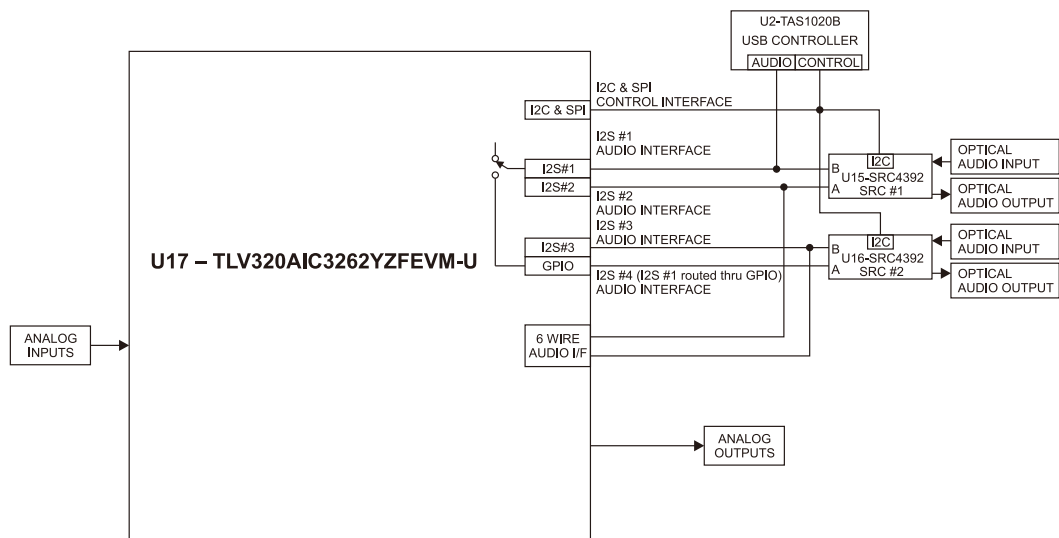 U2-TAS1020B
USB CONTROLLER
AUDIO CONTROL
I2C & SPI
CONTROL INTERFACE
I2C & SPI
I2S #1
AUDIO INTERFACE
I2S#1
I2S#2
I2S #2
AUDIO INTERFACE
I2S #3
AUDIO INTERFACE
I2S#3
GPIO
I2S #4 (I2S #1 routed thru GPIO)
AUDIO INTERFACE
I2C
B
A
U15-SRC4392
SRC #1
OPTICAL
AUDIO INPUT
OPTICAL
AUDIO OUTPUT
I2C
B
A
U16-SRC4392
SRC #2
OPTICAL
AUDIO INPUT
OPTICAL
AUDIO OUTPUT
U17 – TLV320AIC3262YZFEVM-U
ANALOG
INPUTS
6 WIRE
AUDIO I/F
ANALOG
OUTPUTS